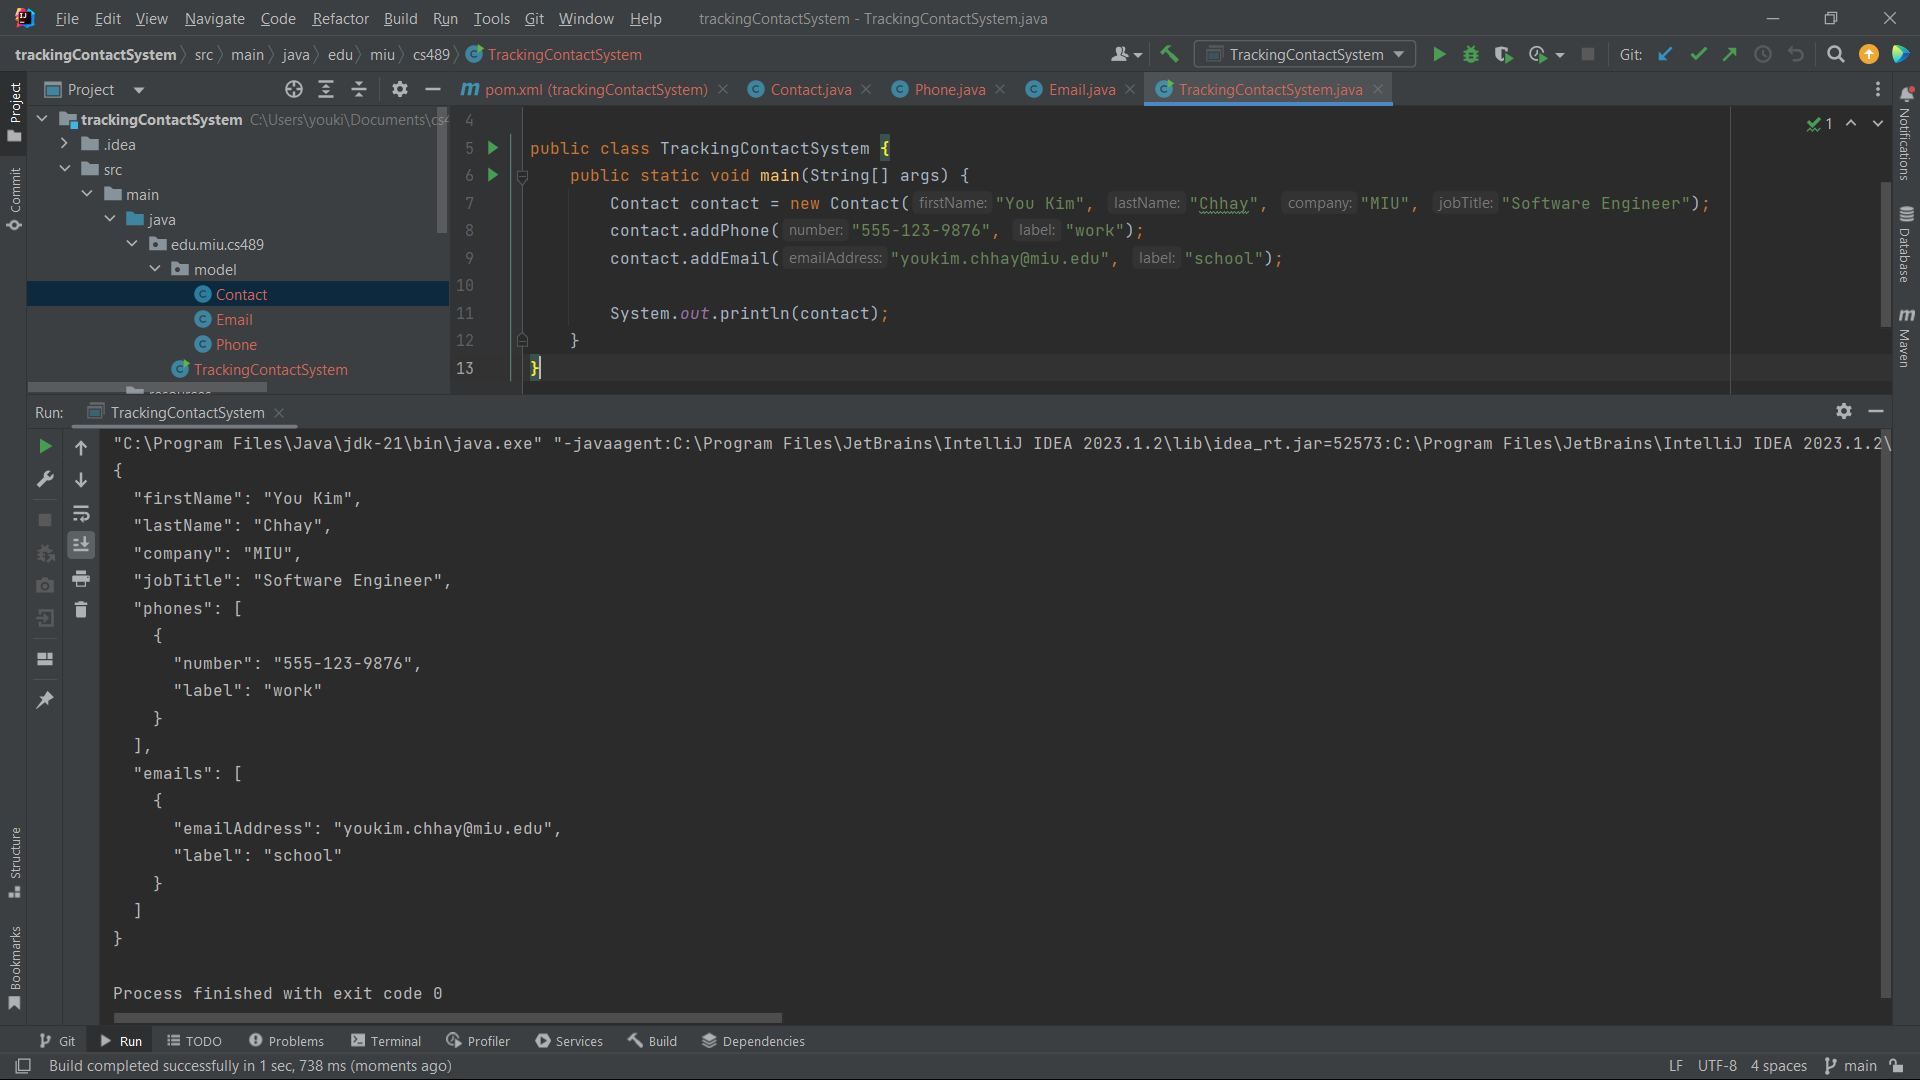 File Edit View Navigate Code Refactor Build Run Tools Git Window Help trackingContactSystem - TrackingContactSystem.java
trackingContactSystem src main java edu miu cs489 TrackingContactSystem
TrackingContactSystem Git:
Project
pom.xml (trackingContactSystem) Contact.java Phone.java Email.java TrackingContactSystem.java
Project
Commit
Structure
Bookmarks
trackingContactSystem C:\Users\youki\Documents\cs4
.idea
src
main
java
edu.miu.cs489
model
Contact
Email
Phone
TrackingContactSystem
resources
4
5 public class TrackingContactSystem {
6 public static void main(String[] args) {
7 Contact contact = new Contact( firstName: "You Kim", lastName: "Chhay", company: "MIU", jobTitle: "Software Engineer");
8 contact.addPhone( number: "555-123-9876", label: "work");
9 contact.addEmail( emailAddress: "youkim.chhay@miu.edu", label: "school");
10
11 System.out.println(contact);
12 }
13 }
1
Notifications
Database
Maven
Run: TrackingContactSystem
"C:\Program Files\Java\jdk-21\bin\java.exe" "-javaagent:C:\Program Files\JetBrains\IntelliJ IDEA 2023.1.2\lib\idea_rt.jar=52573:C:\Program Files\JetBrains\IntelliJ IDEA 2023.1.2\
{
"firstName": "You Kim",
"lastName": "Chhay",
"company": "MIU",
"jobTitle": "Software Engineer",
"phones": [
{
"number": "555-123-9876",
"label": "work"
}
],
"emails": [
{
"emailAddress": "youkim.chhay@miu.edu",
"label": "school"
}
]
}
Process finished with exit code 0
Git Run TODO Problems Terminal Profiler Services Build Dependencies
Build completed successfully in 1 sec, 738 ms (moments ago) LF UTF-8 4 spaces main